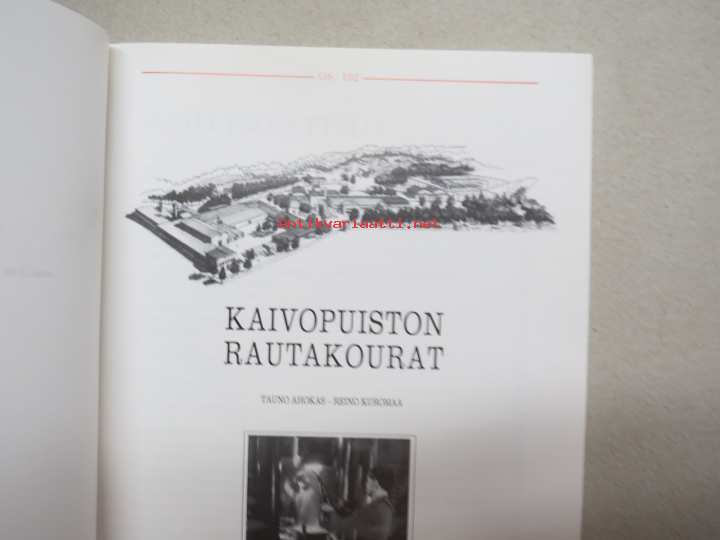 antikvariaatti.net
KAIVOPUISTON
RAUTAKOURAT
TAUNO AHOKAS – REINO KUROMAA